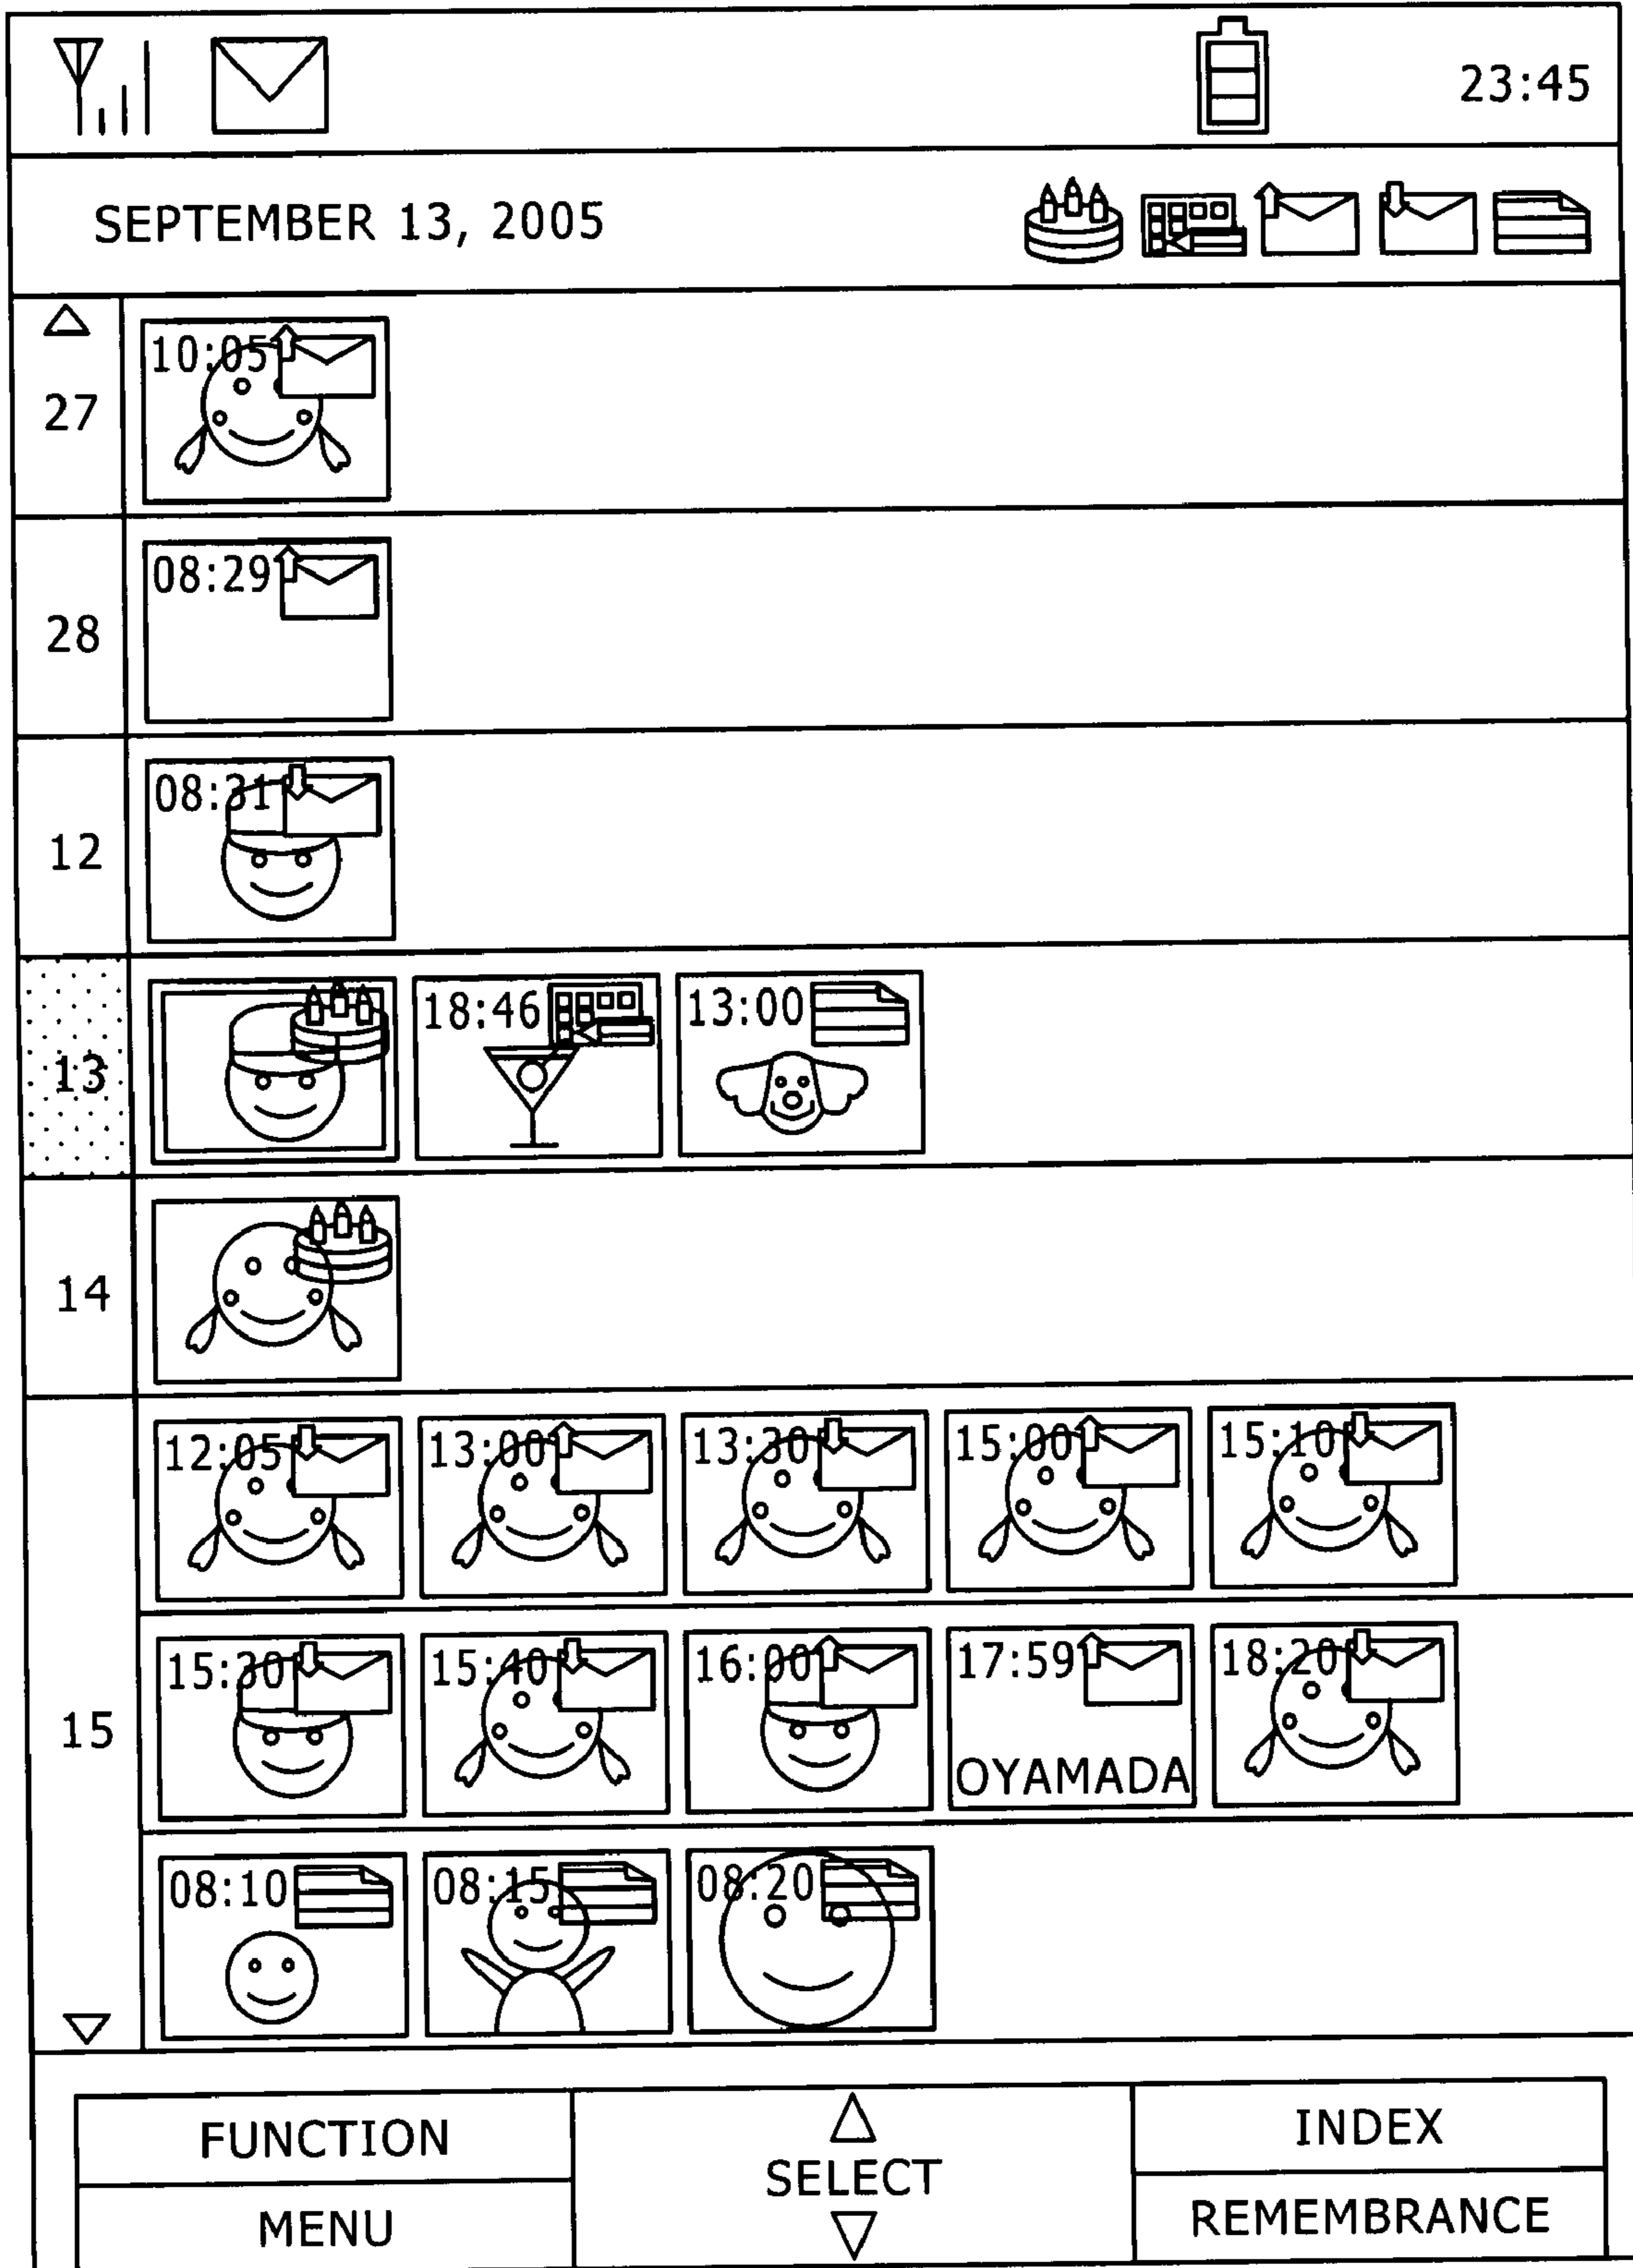 23:45
SEPTEMBER 13, 2005
27
10:05
28
08:29
12
08:31
13
18:46
13:00
14
15
12:05 13:00 13:30 15:00 15:10
15:30 15:40 16:00 17:59 18:20
OYAMADA
08:10 08:15 08:20
FUNCTION
SELECT
INDEX
MENU
REMEMBRANCE